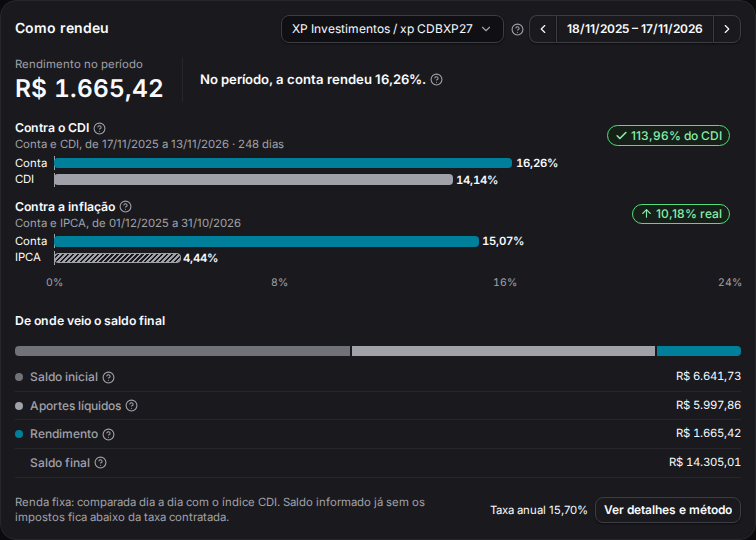 Como rendeu
XP Investimentos / xp CDBXP27
18/11/2025 – 17/11/2026
Rendimento no período
R$ 1.665,42
No período, a conta rendeu 16,26%.
Contra o CDI
Conta e CDI, de 17/11/2025 a 13/11/2026 · 248 dias
113,96% do CDI
Conta
16,26%
CDI
14,14%
Contra a inflação
Conta e IPCA, de 01/12/2025 a 31/10/2026
10,18% real
Conta
15,07%
IPCA
4,44%
0% 8% 16% 24%
De onde veio o saldo final
Saldo inicial R$ 6.641,73
Aportes líquidos R$ 5.997,86
Rendimento R$ 1.665,42
Saldo final R$ 14.305,01
Renda fixa: comparada dia a dia com o índice CDI. Saldo informado já sem os
impostos fica abaixo da taxa contratada.
Taxa anual 15,70%
Ver detalhes e método